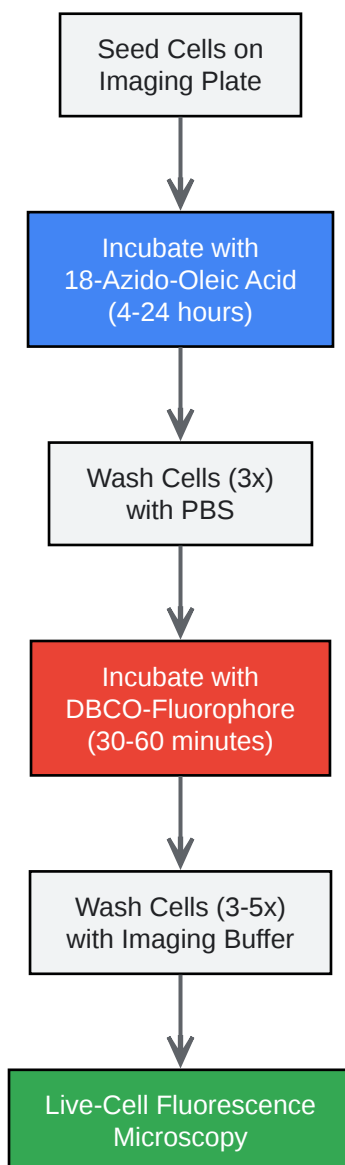 Seed Cells on
Imaging Plate
Incubate with
18-Azido-Oleic Acid
(4-24 hours)
Wash Cells (3x)
with PBS
Incubate with
DBCO-Fluorophore
(30-60 minutes)
Wash Cells (3-5x)
with Imaging Buffer
Live-Cell Fluorescence
Microscopy